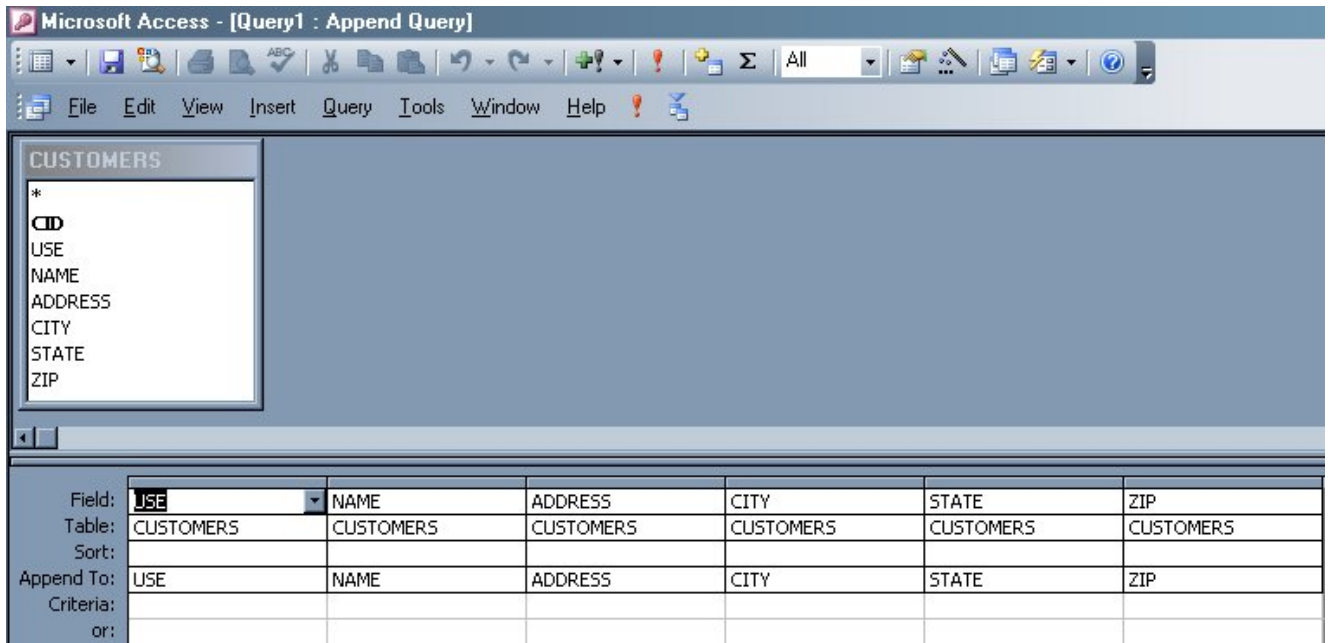 Microsoft Access - [Query1 : Append Query]
ABC Σ All
File Edit View Insert Query Tools Window Help
CUSTOMERS
*
USE
NAME
ADDRESS
CITY
STATE
ZIP
Field: USE NAME ADDRESS CITY STATE ZIP
Table: CUSTOMERS CUSTOMERS CUSTOMERS CUSTOMERS CUSTOMERS CUSTOMERS
Sort:
Append To: USE NAME ADDRESS CITY STATE ZIP
Criteria:
or: